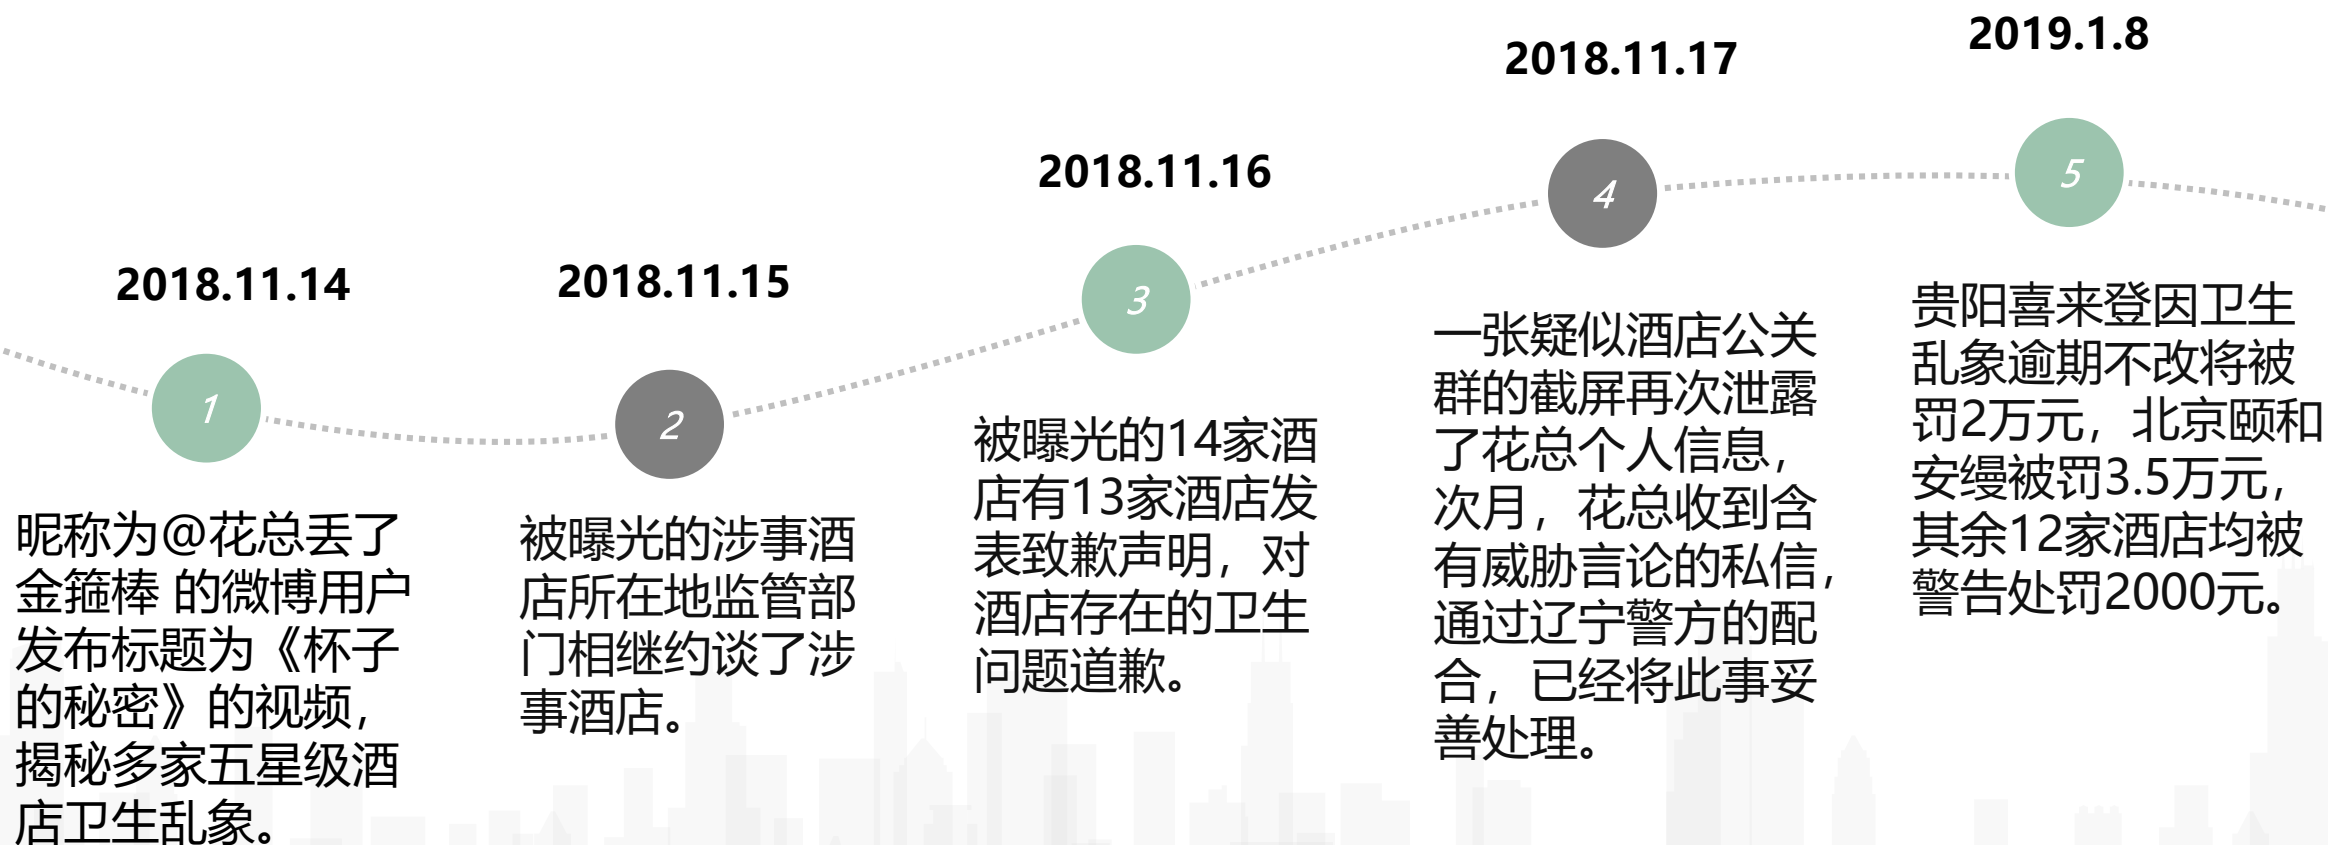 2018.11.14
1
昵称为@花总丢了
金箍棒 的微博用户
发布标题为《杯子
的秘密》的视频，
揭秘多家五星级酒
店卫生乱象。
2018.11.15
2
被曝光的涉事酒
店所在地监管部
门相继约谈了涉
事酒店。
2018.11.16
3
被曝光的14家酒
店有13家酒店发
表致歉声明，对
酒店存在的卫生
问题道歉。
2018.11.17
4
一张疑似酒店公关
群的截屏再次泄露
了花总个人信息，
次月，花总收到含
有威胁言论的私信，
通过辽宁警方的配
合，已经将此事妥
善处理。
2019.1.8
5
贵阳喜来登因卫生
乱象逾期不改将被
罚2万元，北京颐和
安缦被罚3.5万元，
其余12家酒店均被
警告处罚2000元。